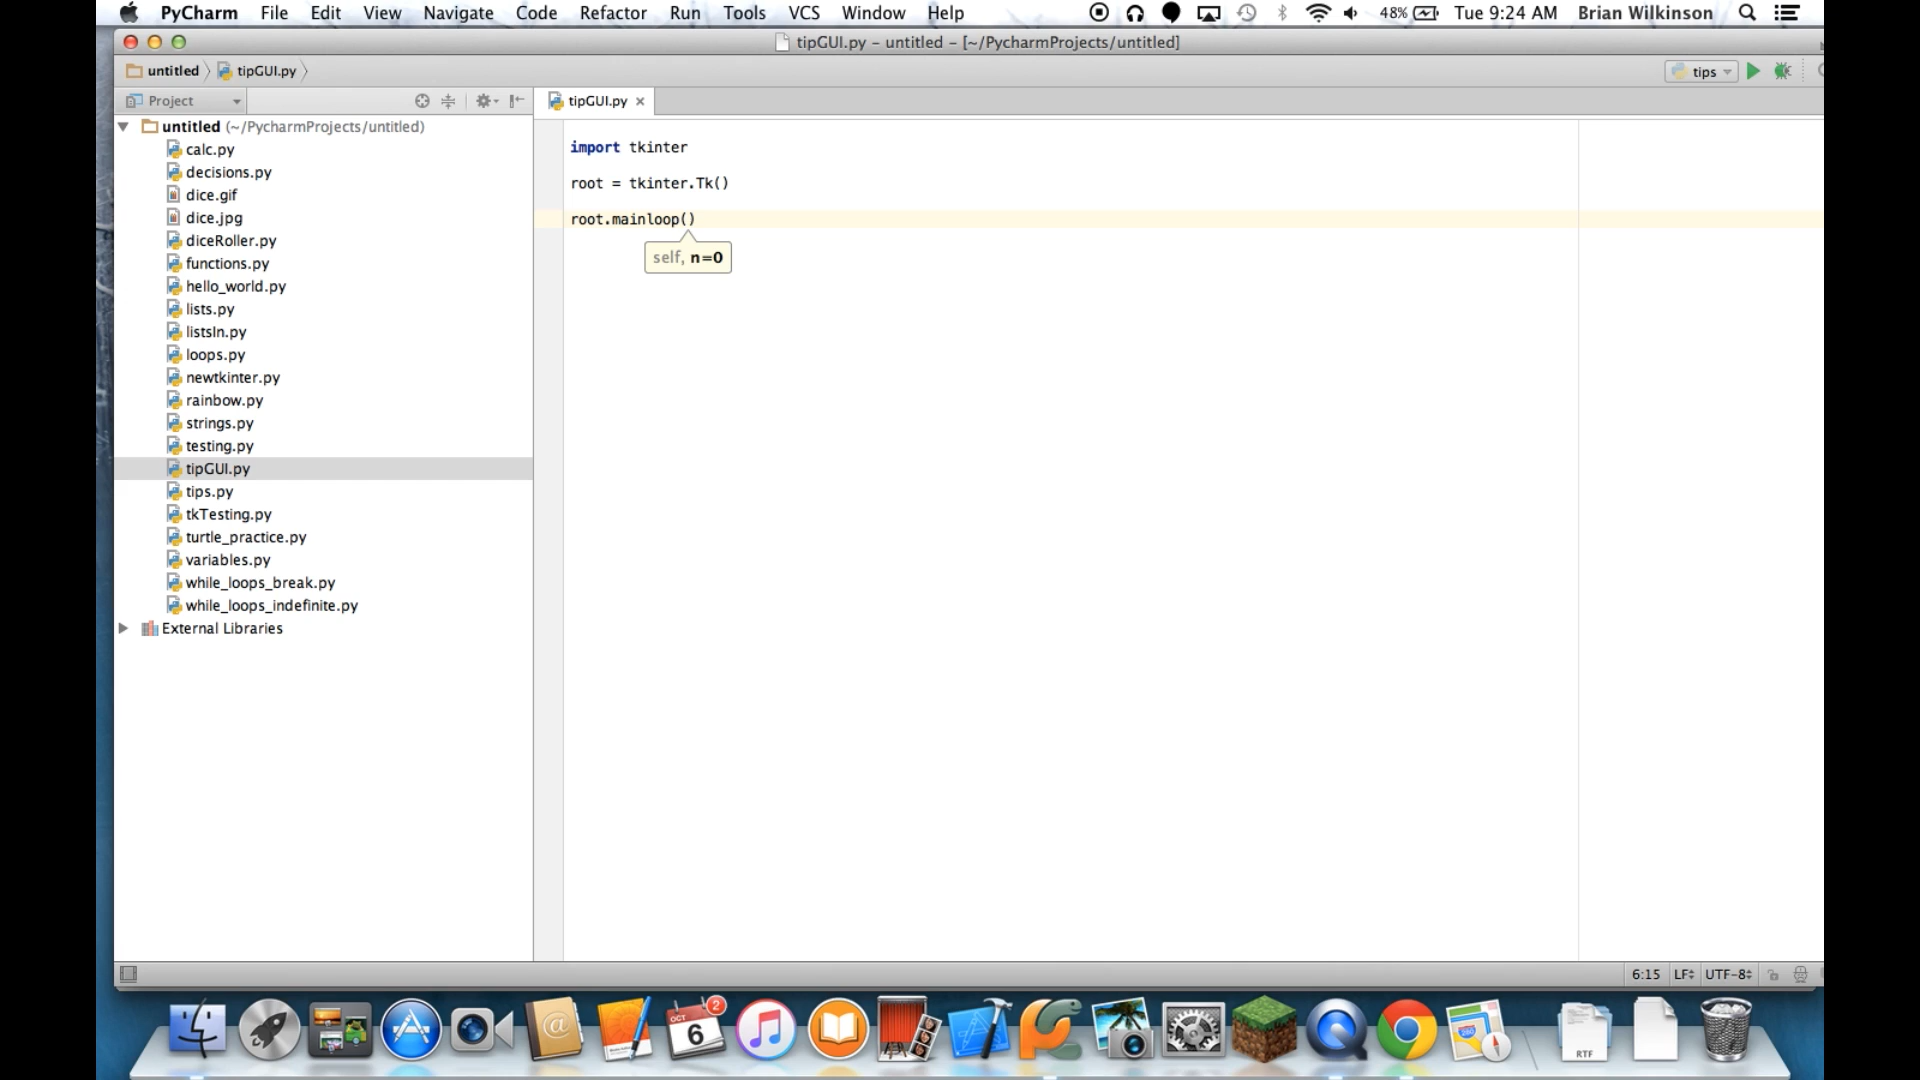 PyCharm File Edit View Navigate Code Refactor Run Tools VCS Window Help 48% Tue 9:24 AM Brian Wilkinson
tipGUI.py – untitled – [~/PycharmProjects/untitled]
untitled tipGUI.py tips
Project tipGUI.py
untitled (~/PycharmProjects/untitled)
calc.py
decisions.py
dice.gif
dice.jpg
diceRoller.py
functions.py
hello_world.py
lists.py
listsIn.py
loops.py
newtkinter.py
rainbow.py
strings.py
testing.py
tipGUI.py
tips.py
tkTesting.py
turtle_practice.py
variables.py
while_loops_break.py
while_loops_indefinite.py
External Libraries
import tkinter
root = tkinter.Tk()
root.mainloop()
self, n=0
6:15 LF UTF-8
OCT
6
2
RTF